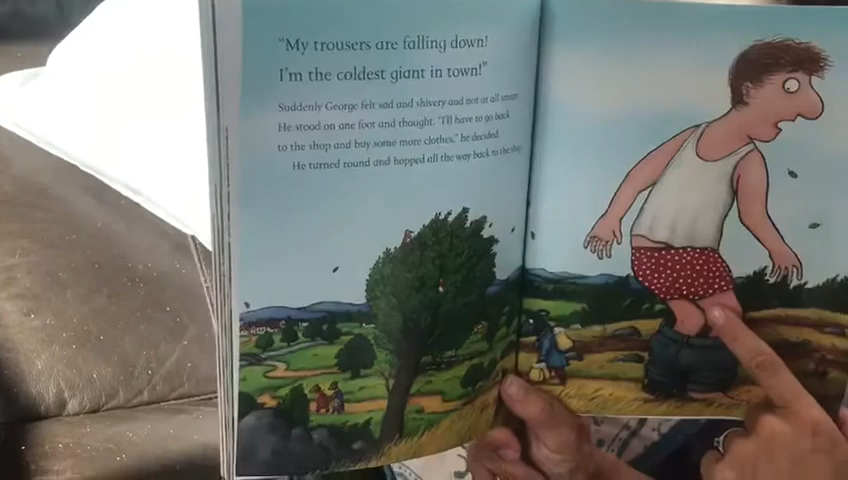 "My trousers are falling down!
I'm the coldest giant in town!"
Suddenly George felt sad and shivery and not at all smart.
He stood on one foot and thought. "I'll have to go back
to the shop and buy some more clothes," he decided.
He turned round and hopped all the way back to the shop